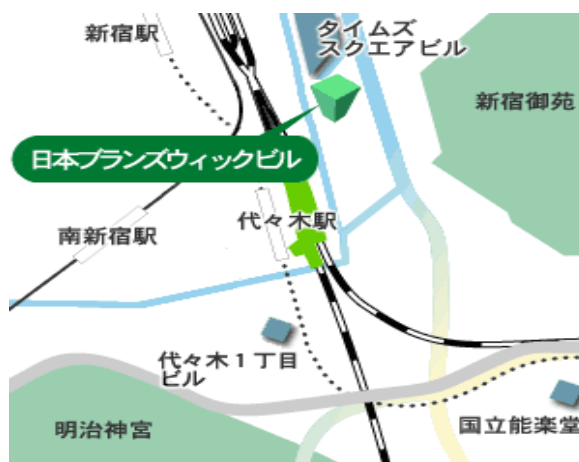 新宿駅
タイムズ
スクエアビル
新宿御苑
日本ブランズウィックビル
代々木駅
南新宿駅
代々木1丁目
ビル
明治神宮
国立能楽堂